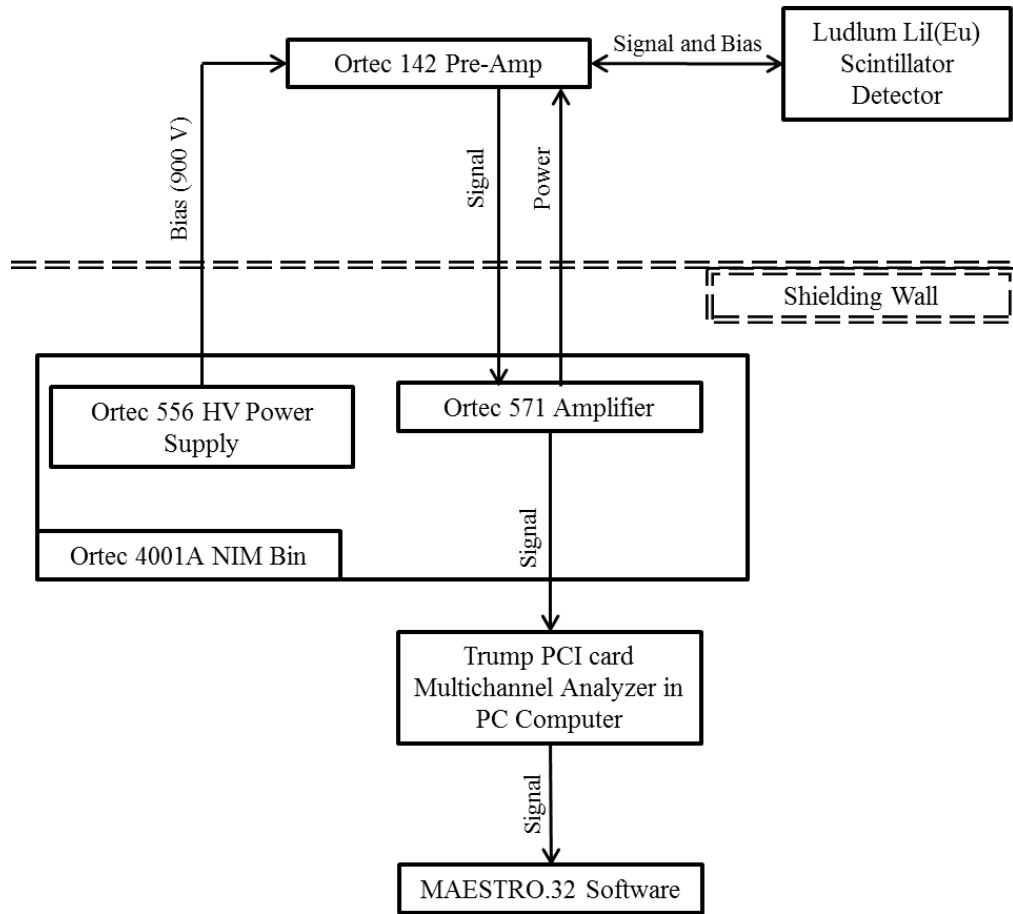 Ortec 142 Pre-Amp
Signal and Bias
Ludlum LiI(Eu)
Scintillator
Detector
Bias (900 V)
Signal
Power
Shielding Wall
Ortec 556 HV Power
Supply
Ortec 571 Amplifier
Ortec 4001A NIM Bin
Signal
Trump PCI card
Multichannel Analyzer in
PC Computer
Signal
MAESTRO.32 Software